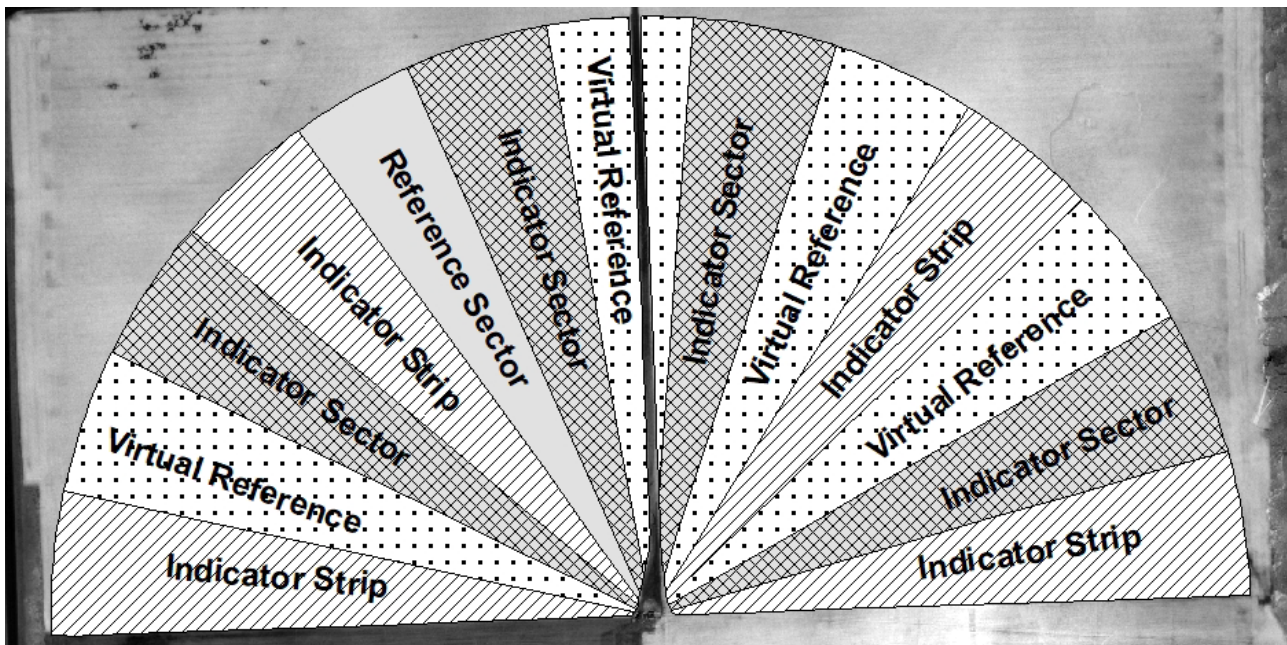 Indicator Strip
Virtual Reference
Indicator Sector
Indicator Strip
Reference Sector
Indicator Sector
Virtual Reference
Indicator Sector
Virtual Reference
Indicator Strip
Virtual Reference
Indicator Sector
Indicator Strip